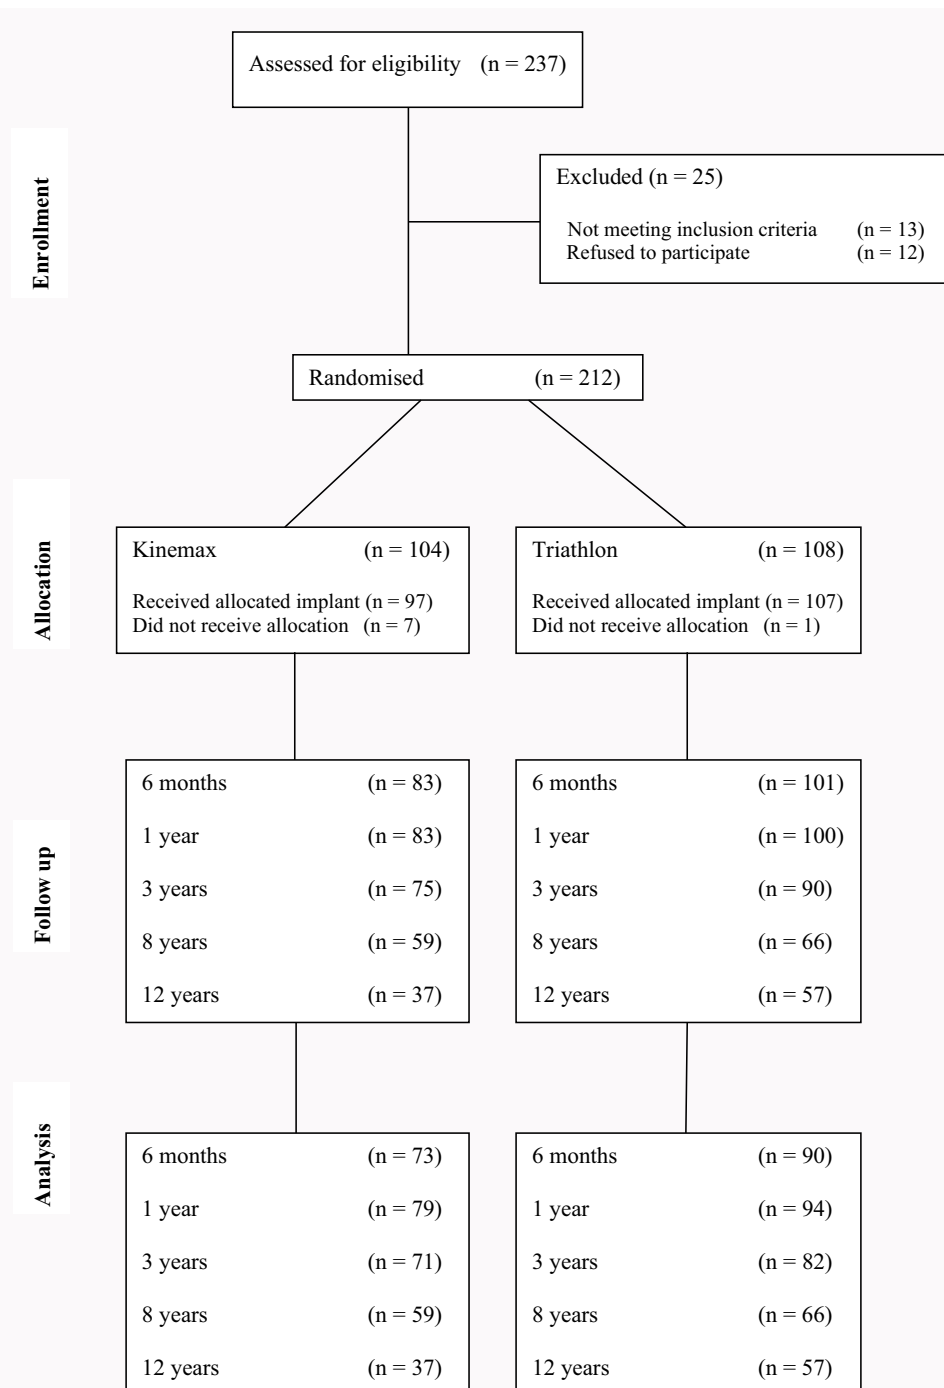 Assessed for eligibility (n = 237)
Enrollment
Excluded (n = 25)
Not meeting inclusion criteria (n = 13)
Refused to participate (n = 12)
Randomised (n = 212)
Allocation
Kinemax (n = 104)
Received allocated implant (n = 97)
Did not receive allocation (n = 7)
Triathlon (n = 108)
Received allocated implant (n = 107)
Did not receive allocation (n = 1)
Follow up
6 months (n = 83)
1 year (n = 83)
3 years (n = 75)
8 years (n = 59)
12 years (n = 37)
6 months (n = 101)
1 year (n = 100)
3 years (n = 90)
8 years (n = 66)
12 years (n = 57)
Analysis
6 months (n = 73)
1 year (n = 79)
3 years (n = 71)
8 years (n = 59)
12 years (n = 37)
6 months (n = 90)
1 year (n = 94)
3 years (n = 82)
8 years (n = 66)
12 years (n = 57)